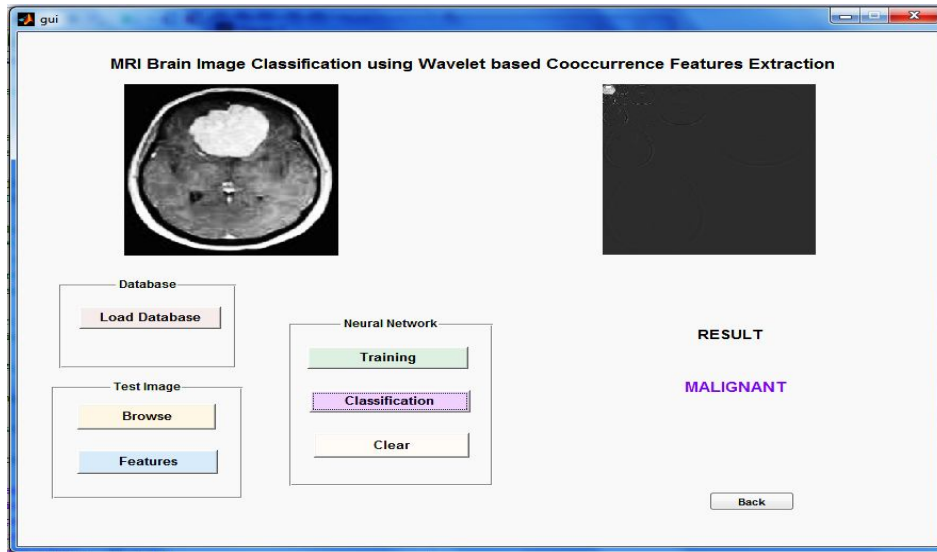 gui
MRI Brain Image Classification using Wavelet based Cooccurrence Features Extraction
Database
Load Database
Test Image
Browse
Features
Neural Network
Training
Classification
Clear
RESULT
MALIGNANT
Back